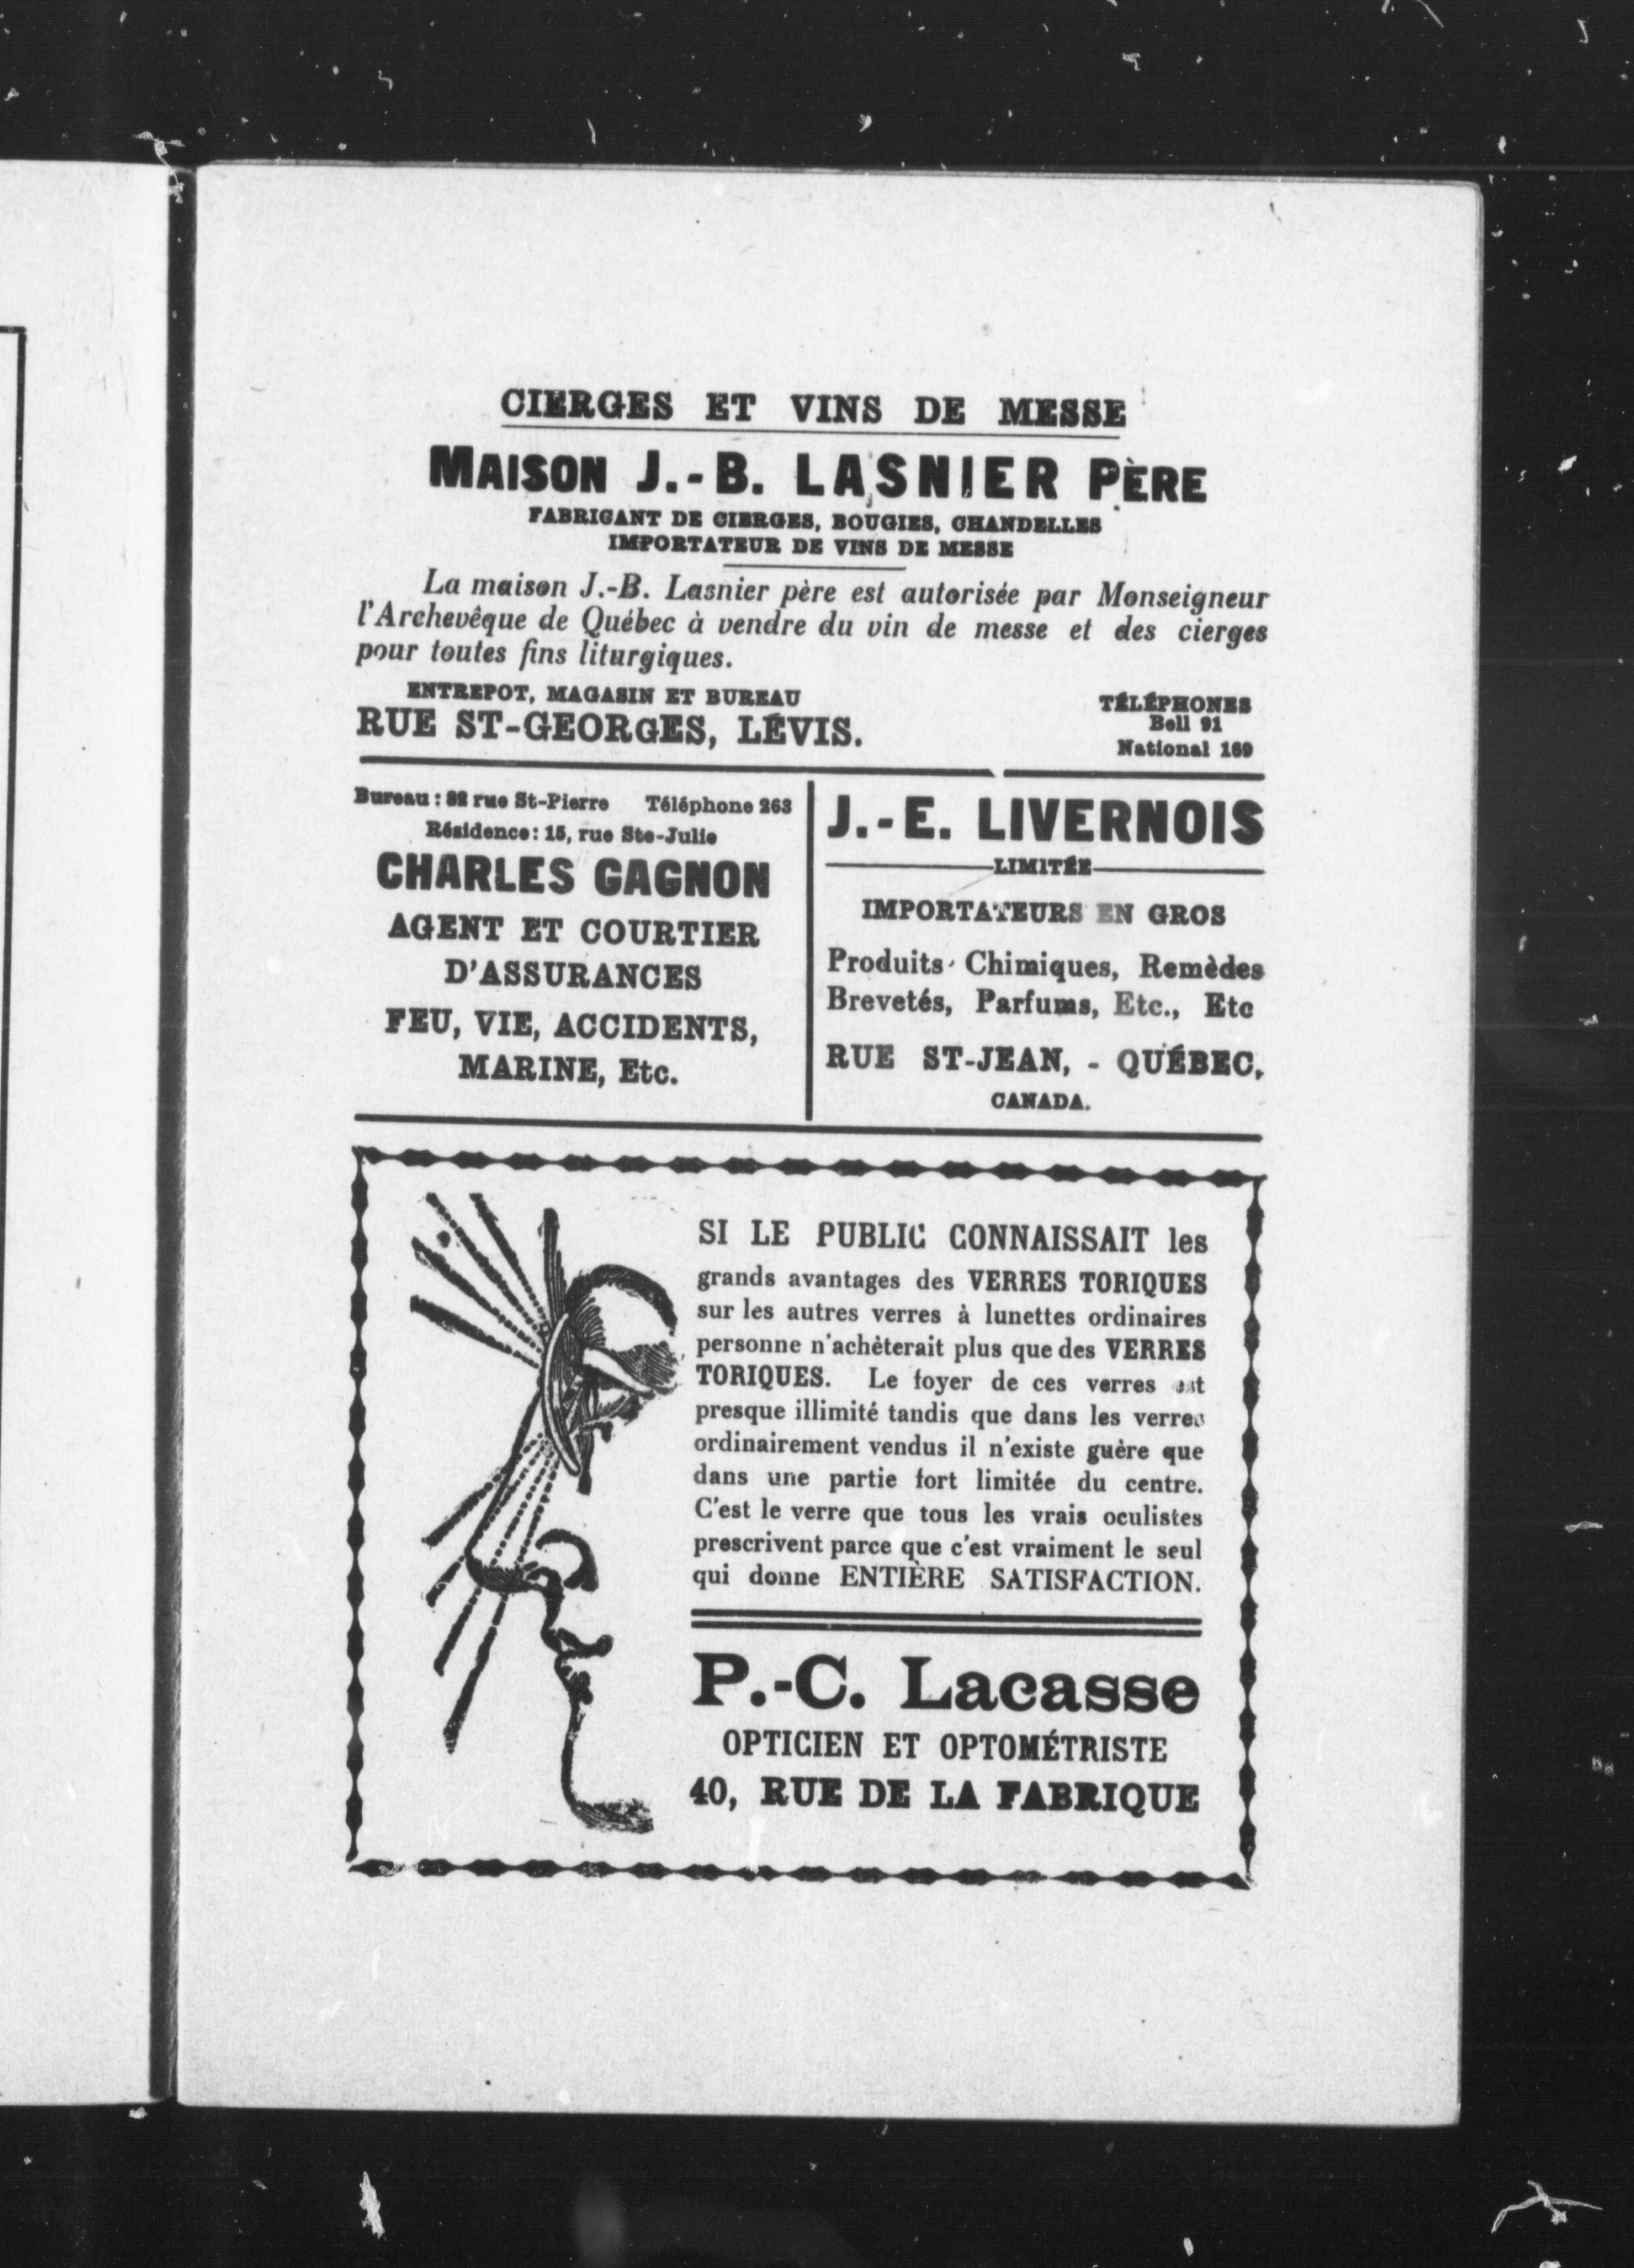 CIERGES ET VINS DE MESSE
MAISON J.-B. LASNIER PÈRE
FABRICANT DE CIERGES, BOUGIES, CHANDELLES
IMPORTATEUR DE VINS DE MESSE
La maison J.-B. Lasnier père est autorisée par Monseigneur
l'Archevêque de Québec à vendre du vin de messe et des cierges
pour toutes fins liturgiques.
ENTREPOT, MAGASIN ET BUREAU
RUE ST-GEORGES, LÉVIS.
TÉLÉPHONES
Bell 91
National 169
Bureau : rue St-Pierre Téléphone 263
Résidence : 15, rue Ste-Julie
CHARLES GAGNON
AGENT ET COURTIER
D'ASSURANCES
FEU, VIE, ACCIDENTS,
MARINE, Etc.
J.-E. LIVERNOIS
LIMITÉE
IMPORTATEURS EN GROS
Produits Chimiques, Remèdes
Brevetés, Parfums, Etc., Etc
RUE ST-JEAN, - QUÉBEC,
CANADA.
SI LE PUBLIC CONNAISSAIT les
grands avantages des VERRES TORIQUES
sur les autres verres à lunettes ordinaires
personne n'achèterait plus que des VERRES
TORIQUES. Le foyer de ces verres est
presque illimité tandis que dans les verres
ordinairement vendus il n'existe guère que
dans une partie fort limitée du centre.
C'est le verre que tous les vrais oculistes
prescrivent parce que c'est vraiment le seul
qui donne ENTIÈRE SATISFACTION.
P.-C. Lacasse
OPTICIEN ET OPTOMÉTRISTE
40, RUE DE LA FABRIQUE